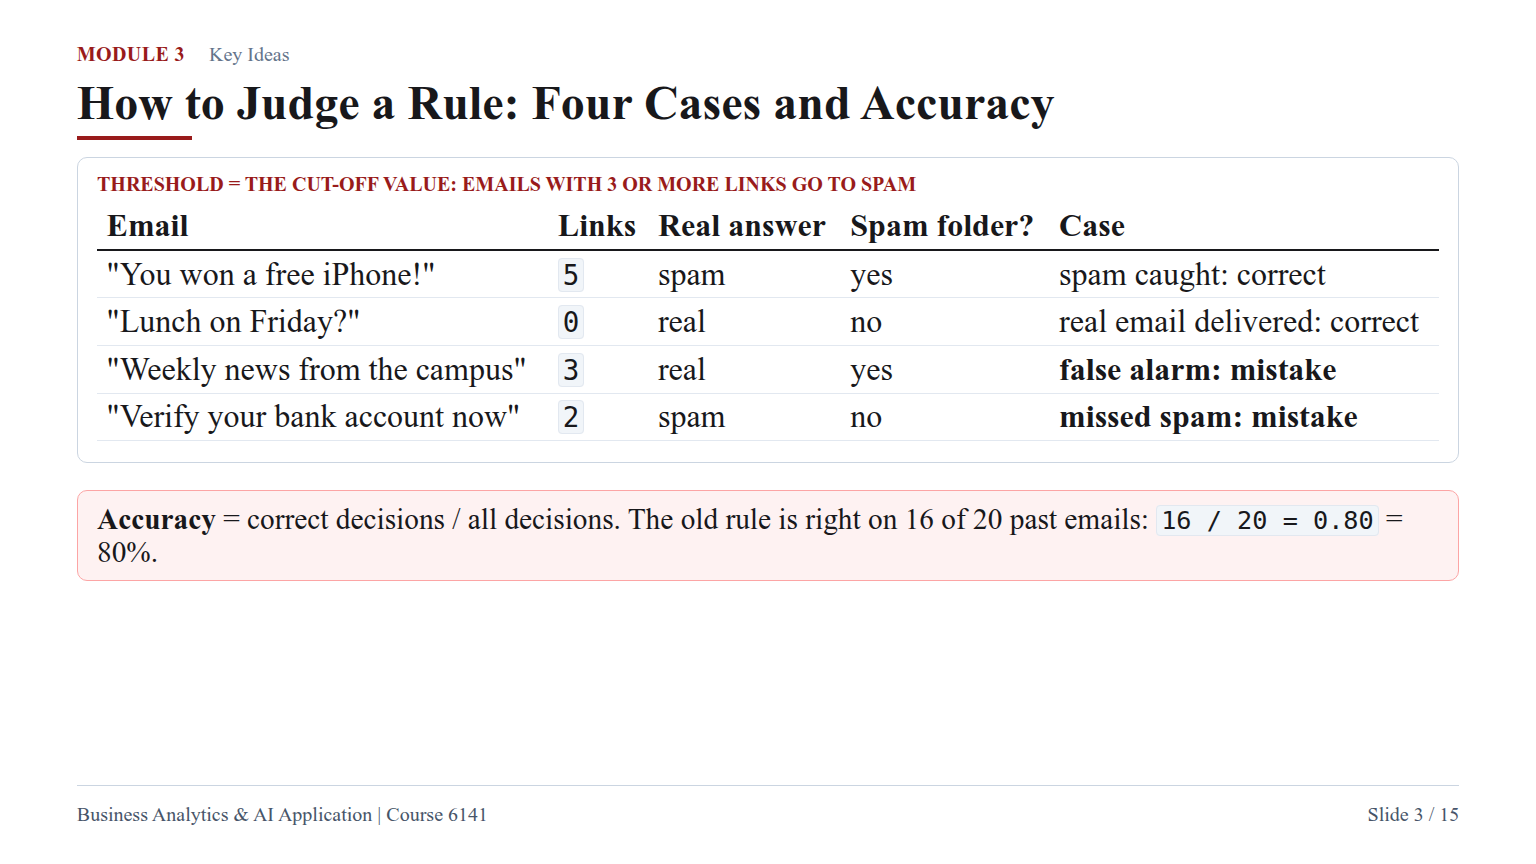 MODULE 3 Key Ideas
How to Judge a Rule: Four Cases and Accuracy
THRESHOLD = THE CUT-OFF VALUE: EMAILS WITH 3 OR MORE LINKS GO TO SPAM
Email Links Real answer Spam folder? Case
"You won a free iPhone!" 5 spam yes spam caught: correct
"Lunch on Friday?" 0 real no real email delivered: correct
"Weekly news from the campus" 3 real yes false alarm: mistake
"Verify your bank account now" 2 spam no missed spam: mistake
Accuracy = correct decisions / all decisions. The old rule is right on 16 of 20 past emails: 16 / 20 = 0.80 =
80%.
Business Analytics & AI Application | Course 6141 Slide 3 / 15